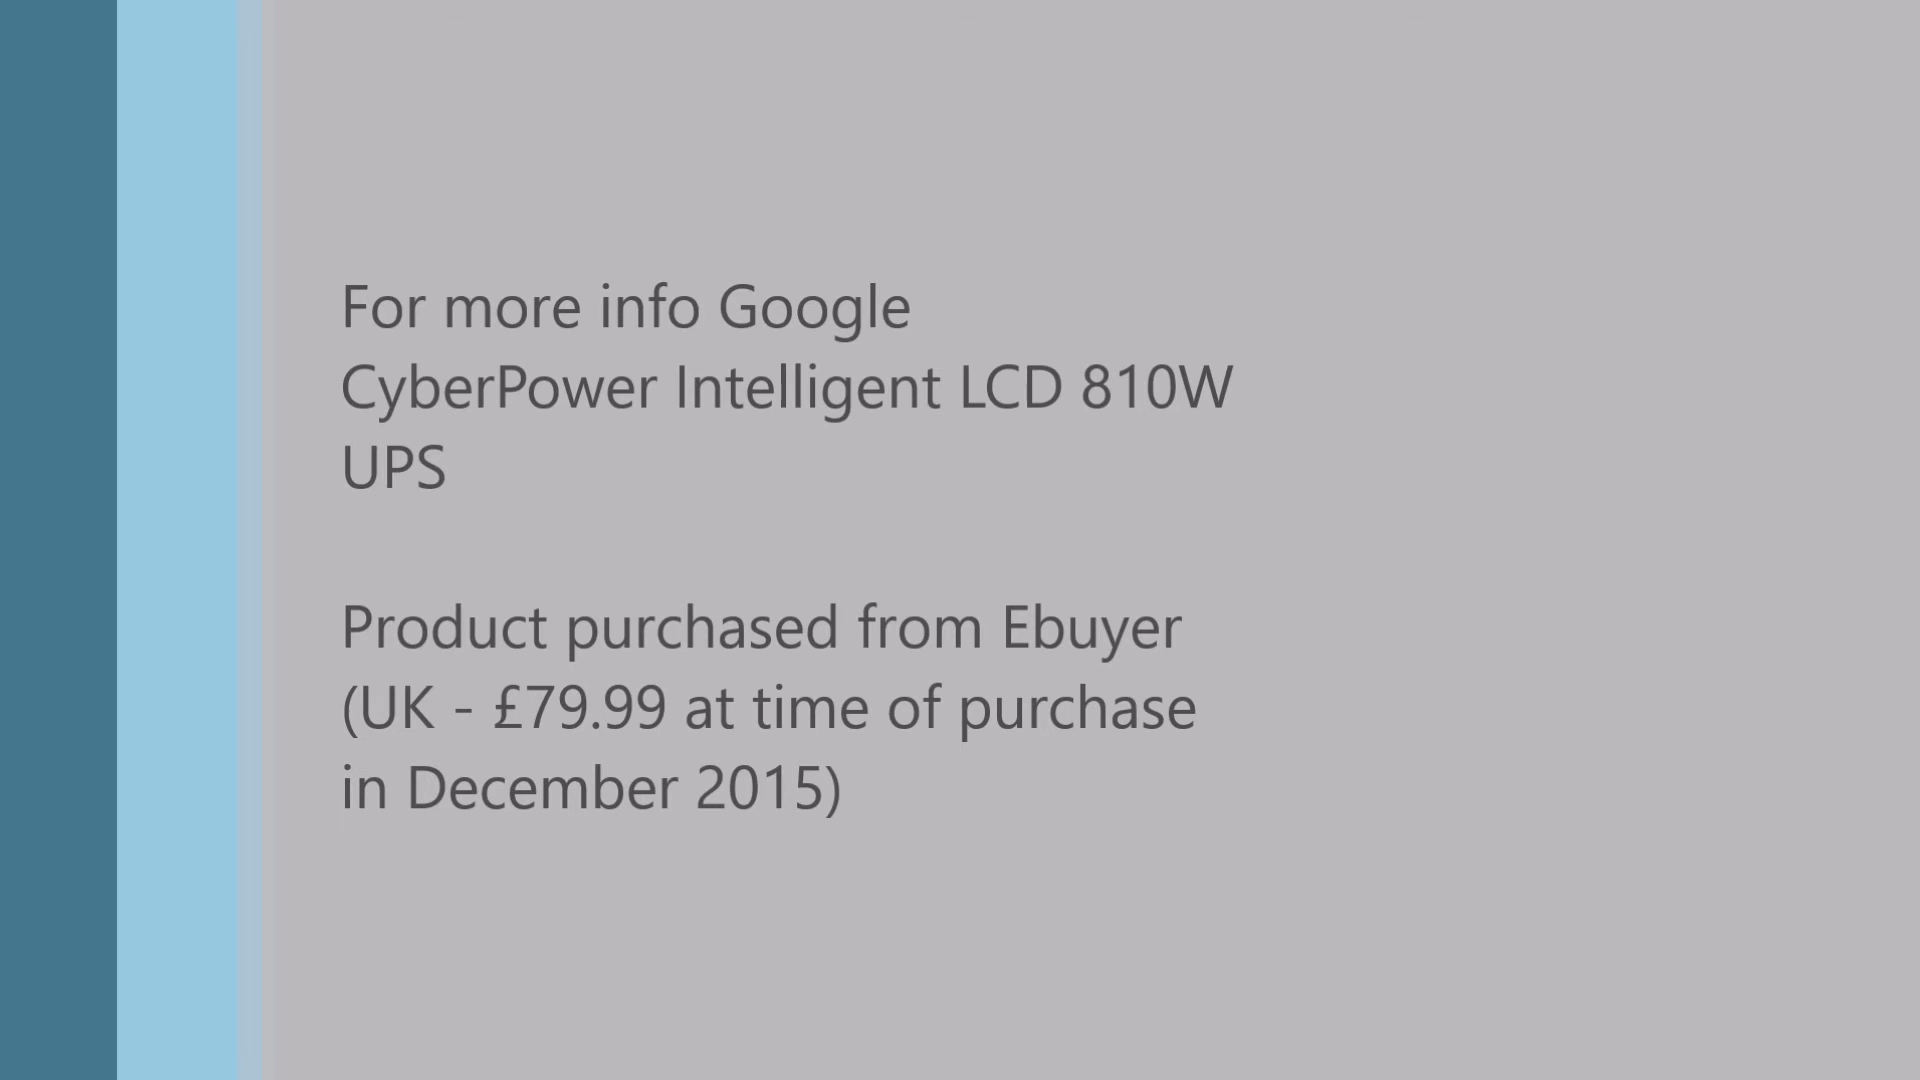 For more info Google
CyberPower Intelligent LCD 810W
UPS
Product purchased from Ebuyer
(UK - £79.99 at time of purchase
in December 2015)